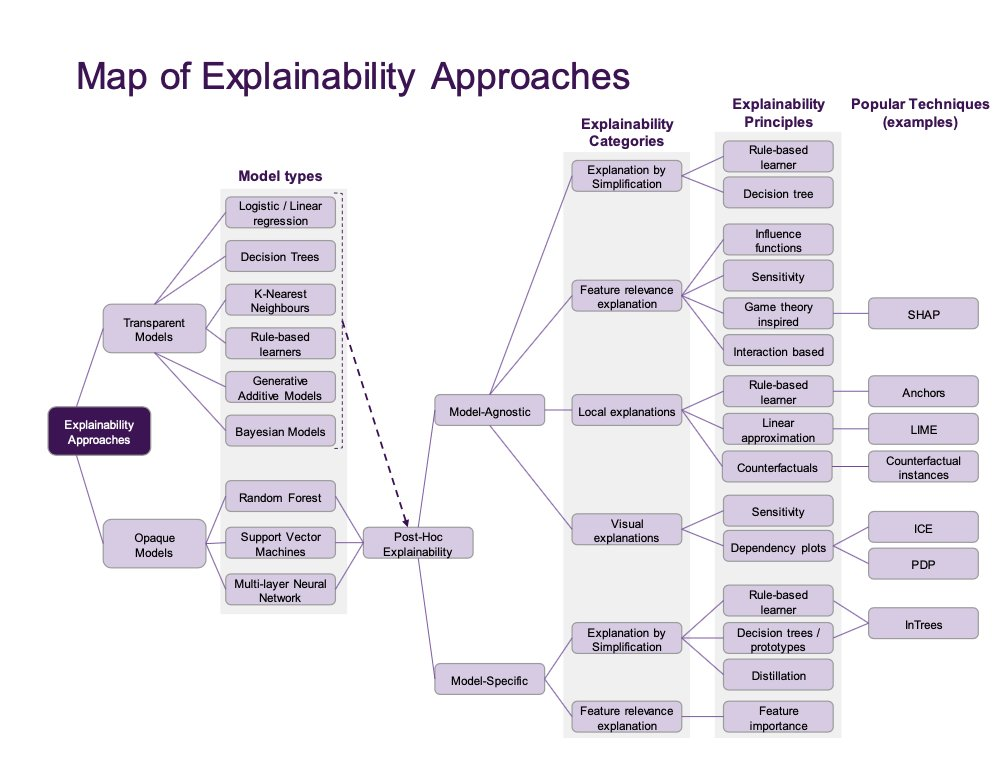 Map of Explainability Approaches
Explainability
Principles
Popular Techniques
(examples)
Explainability
Categories
Model types
Logistic / Linear
regression
Decision Trees
K-Nearest
Neighbours
Rule-based
learners
Generative
Additive Models
Bayesian Models
Transparent
Models
Explainability
Approaches
Opaque
Models
Random Forest
Support Vector
Machines
Multi-layer Neural
Network
Post-Hoc
Explainability
Model-Agnostic
Model-Specific
Explanation by
Simplification
Feature relevance
explanation
Local explanations
Visual
explanations
Explanation by
Simplification
Feature relevance
explanation
Rule-based
learner
Decision tree
Influence
functions
Sensitivity
Game theory
inspired
Interaction based
Rule-based
learner
Linear
approximation
Counterfactuals
Sensitivity
Dependency plots
Rule-based
learner
Decision trees /
prototypes
Distillation
Feature
importance
SHAP
Anchors
LIME
Counterfactual
instances
ICE
PDP
InTrees